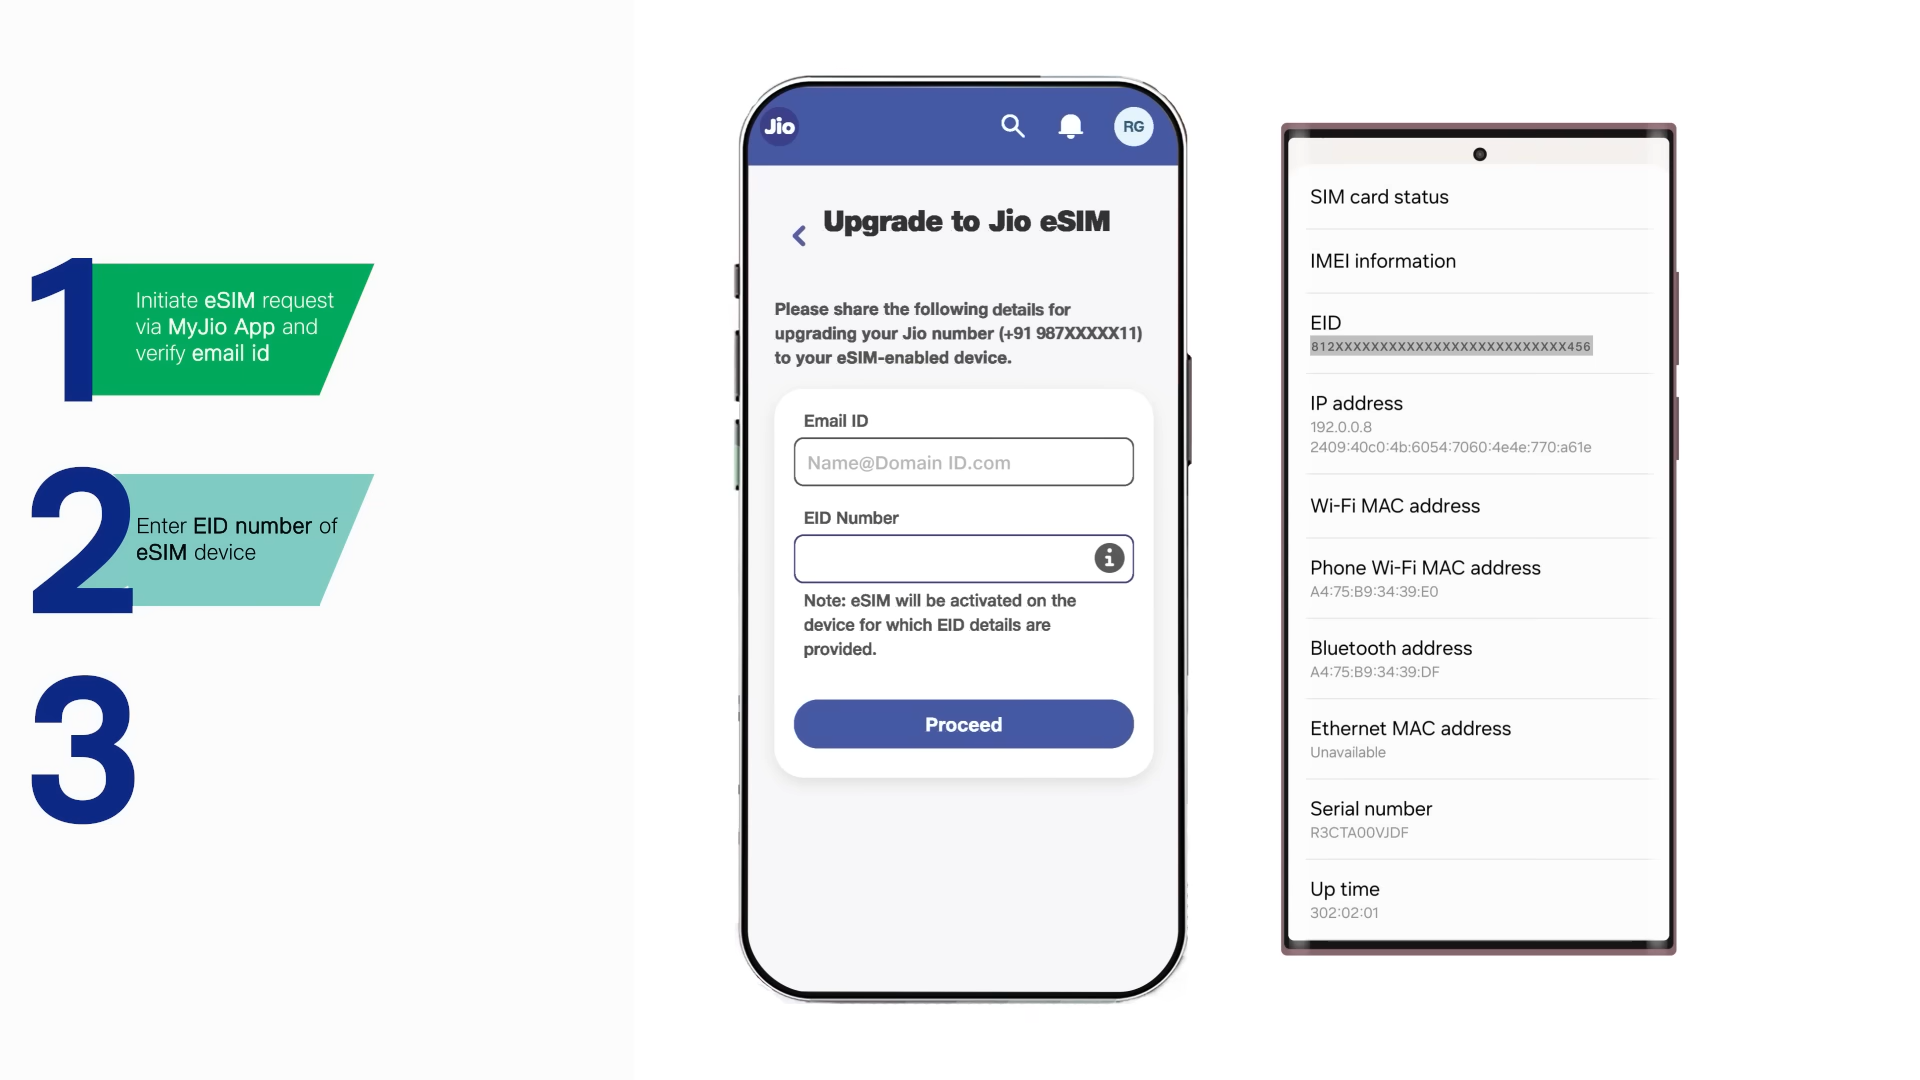 1
Initiate eSIM request
via MyJio App and
verify email id
2
Enter EID number of
eSIM device
3
Jio
RG
Upgrade to Jio eSIM
Please share the following details for
upgrading your Jio number (+91 987XXXXX11)
to your eSIM-enabled device.
Email ID
Name@Domain ID.com
EID Number
Note: eSIM will be activated on the
device for which EID details are
provided.
Proceed
SIM card status
IMEI information
EID
812XXXXXXXXXXXXXXXXXXXXXXXXXX456
IP address
192.0.0.8
2409:40c0:4b:6054:7060:4e4e:770:a61e
Wi-Fi MAC address
Phone Wi-Fi MAC address
A4:75:B9:34:39:E0
Bluetooth address
A4:75:B9:34:39:DF
Ethernet MAC address
Unavailable
Serial number
R3CTA00VJDF
Up time
302:02:01